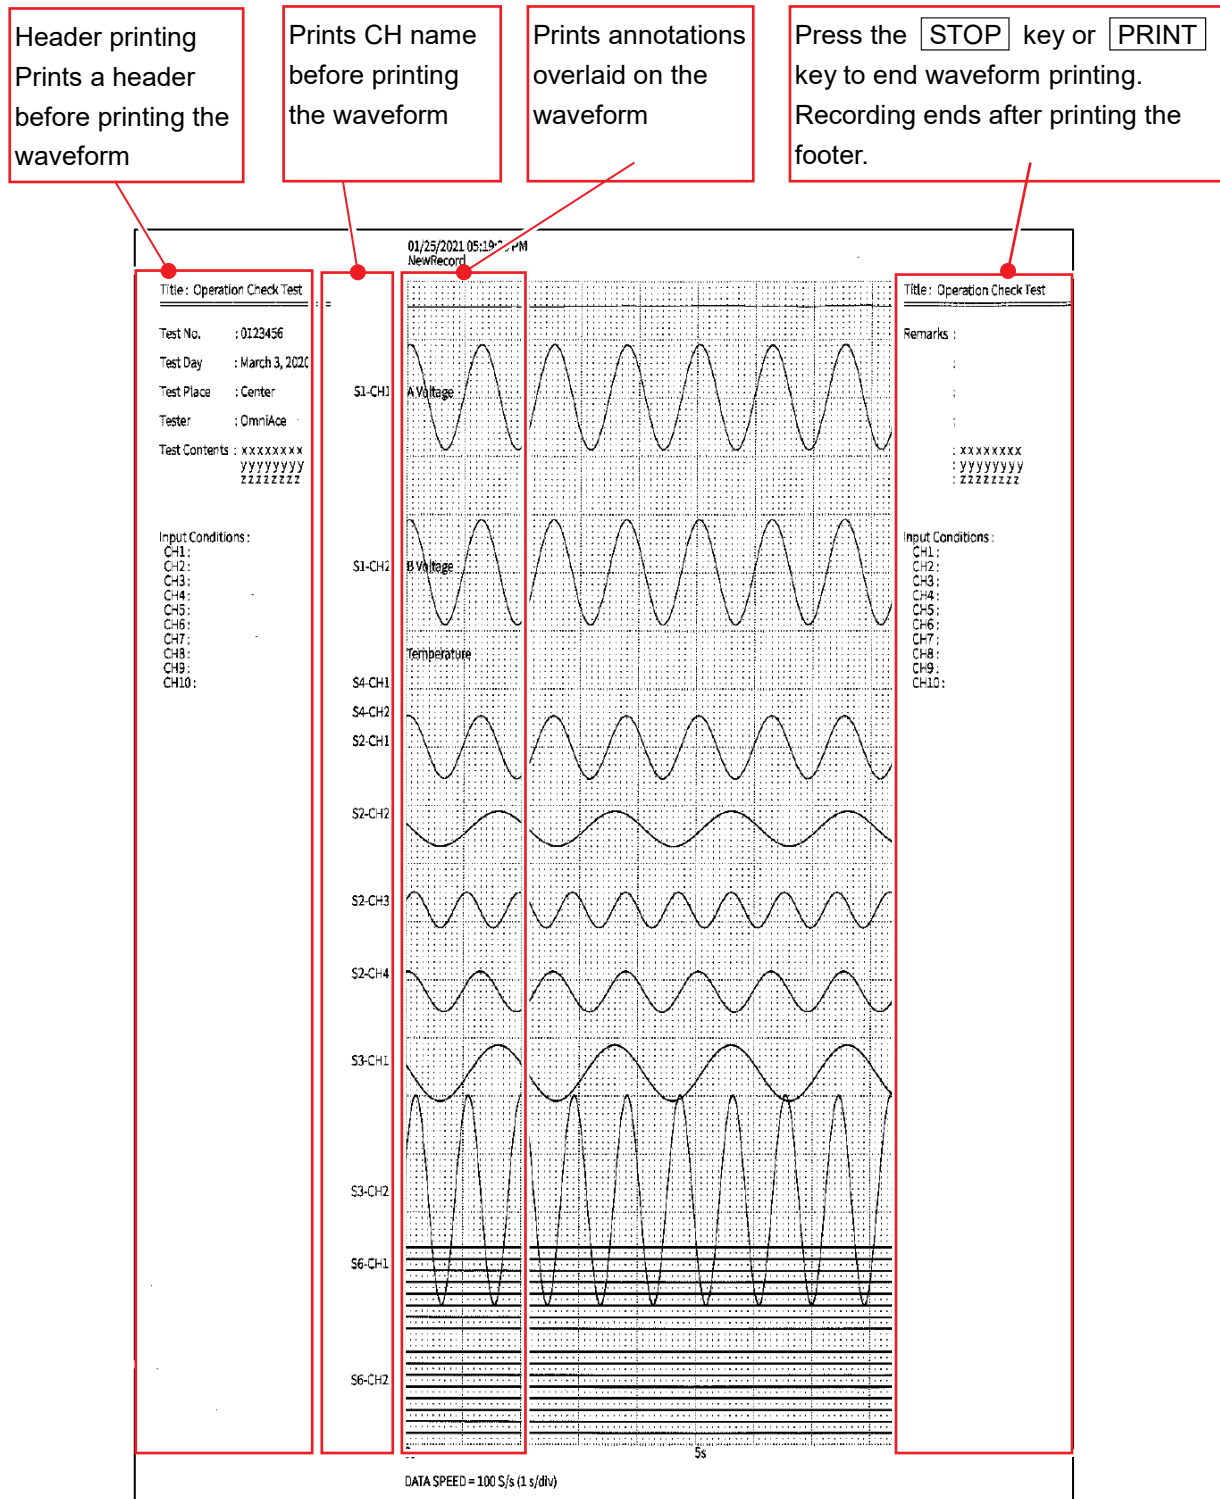 Header printing
Prints a header
before printing the
waveform
Prints CH name
before printing
the waveform
Prints annotations
overlaid on the
waveform
Press the STOP key or PRINT
key to end waveform printing.
Recording ends after printing the
footer.
01/25/2021 05:19: PM
NewRecord
Title : Operation Check Test
Test No. : 0123456
Test Day : March 3, 2020
Test Place : Center
Tester : OmniAce
Test Contents : xxxxxxxx
yyyyyyyy
zzzzzzzz
Input Conditions :
CH1 :
CH2 :
CH3 :
CH4 :
CH5 :
CH6 :
CH7 :
CH8 :
CH9 :
CH10 :
S1-CH1
S1-CH2
S4-CH1
S4-CH2
S2-CH1
S2-CH2
S2-CH3
S2-CH4
S3-CH1
S3-CH2
S6-CH1
S6-CH2
A Voltage
B Voltage
Temperature
5s
DATA SPEED = 100 S/s (1 s/div)
Title : Operation Check Test
Remarks :
:
:
:
: xxxxxxxx
: yyyyyyyy
: zzzzzzzz
Input Conditions :
CH1 :
CH2 :
CH3 :
CH4 :
CH5 :
CH6 :
CH7 :
CH8 :
CH9 :
CH10 :